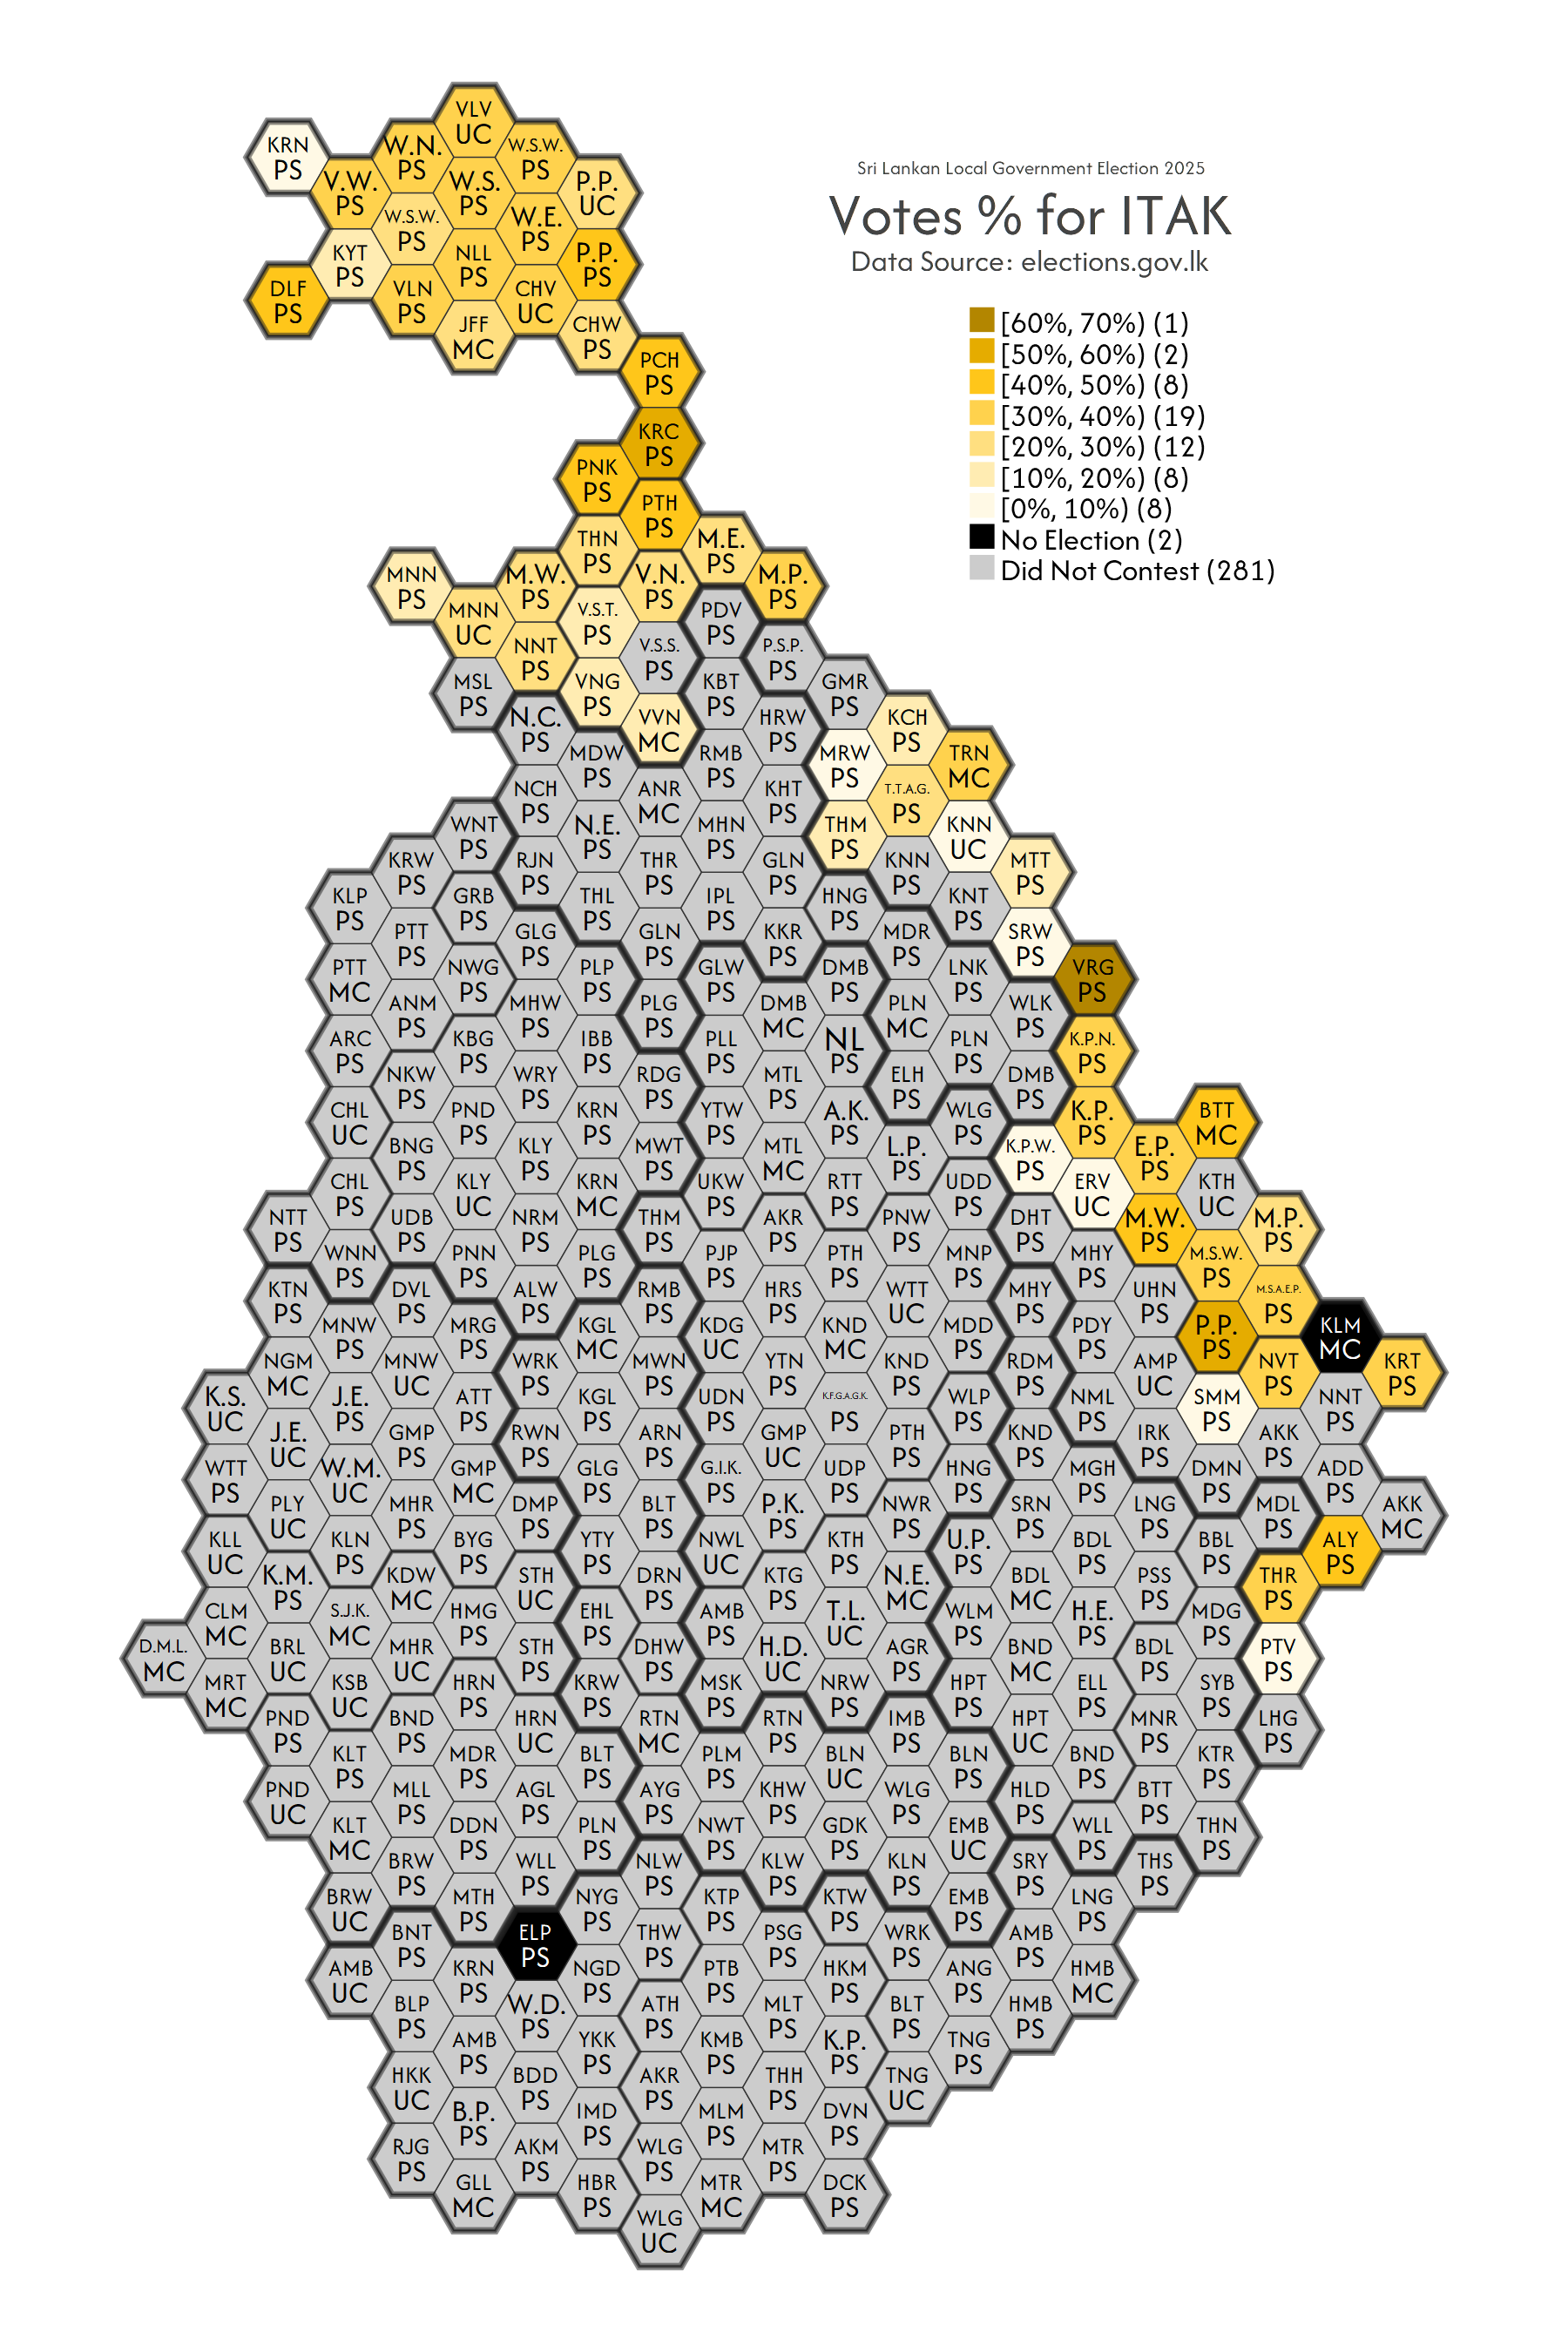 Sri Lankan Local Government Election 2025
Votes % for ITAK
Data Source: elections.gov.lk
[60%, 70%) (1)
[50%, 60%) (2)
[40%, 50%) (8)
[30%, 40%) (19)
[20%, 30%) (12)
[10%, 20%) (8)
[0%, 10%) (8)
No Election (2)
Did Not Contest (281)
VLV
UC
KRN
PS
W.N.
PS
W.S.W.
PS
V.W.
PS
W.S.
PS
P.P.
UC
W.S.W.
PS
W.E.
PS
KYT
PS
NLL
PS
P.P.
PS
DLF
PS
VLN
PS
CHV
UC
JFF
MC
CHW
PS
PCH
PS
KRC
PS
PNK
PS
PTH
PS
THN
PS
M.E.
PS
MNN
PS
M.W.
PS
V.N.
PS
M.P.
PS
MNN
UC
V.S.T.
PS
PDV
PS
NNT
PS
V.S.S.
PS
P.S.P.
PS
MSL
PS
VNG
PS
KBT
PS
GMR
PS
N.C.
PS
VVN
MC
HRW
PS
KCH
PS
MDW
PS
RMB
PS
MRW
PS
TRN
MC
NCH
PS
ANR
MC
KHT
PS
T.T.A.G.
PS
WNT
PS
N.E.
PS
MHN
PS
THM
PS
KNN
UC
KRW
PS
RJN
PS
THR
PS
GLN
PS
KNN
PS
MTT
PS
KLP
PS
GRB
PS
THL
PS
IPL
PS
HNG
PS
KNT
PS
PTT
PS
GLG
PS
GLN
PS
KKR
PS
MDR
PS
SRW
PS
PTT
MC
NWG
PS
PLP
PS
GLW
PS
DMB
PS
LNK
PS
VRG
PS
ANM
PS
MHW
PS
PLG
PS
DMB
MC
PLN
MC
WLK
PS
ARC
PS
KBG
PS
IBB
PS
PLL
PS
NL
PS
PLN
PS
K.P.N.
PS
NKW
PS
WRY
PS
RDG
PS
MTL
PS
ELH
PS
DMB
PS
CHL
UC
PND
PS
KRN
PS
YTW
PS
A.K.
PS
WLG
PS
K.P.
PS
BTT
MC
BNG
PS
KLY
PS
MWT
PS
MTL
MC
L.P.
PS
K.P.W.
PS
E.P.
PS
CHL
PS
KLY
UC
KRN
MC
UKW
PS
RTT
PS
UDD
PS
ERV
UC
KTH
UC
NTT
PS
UDB
PS
NRM
PS
THM
PS
AKR
PS
PNW
PS
DHT
PS
M.W.
PS
M.P.
PS
WNN
PS
PNN
PS
PLG
PS
PJP
PS
PTH
PS
MNP
PS
MHY
PS
M.S.W.
PS
KTN
PS
DVL
PS
ALW
PS
RMB
PS
HRS
PS
WTT
UC
MHY
PS
UHN
PS
M.S.A.E.P.
PS
MNW
PS
MRG
PS
KGL
MC
KDG
UC
KND
MC
MDD
PS
PDY
PS
P.P.
PS
KLM
MC
NGM
MC
MNW
UC
WRK
PS
MWN
PS
YTN
PS
KND
PS
RDM
PS
AMP
UC
NVT
PS
KRT
PS
K.S.
UC
J.E.
PS
ATT
PS
KGL
PS
UDN
PS
K.F.G.A.G.K.
PS
WLP
PS
NML
PS
SMM
PS
NNT
PS
J.E.
UC
GMP
PS
RWN
PS
ARN
PS
GMP
UC
PTH
PS
KND
PS
IRK
PS
AKK
PS
WTT
PS
W.M.
UC
GMP
MC
GLG
PS
G.I.K.
PS
UDP
PS
HNG
PS
MGH
PS
DMN
PS
ADD
PS
PLY
UC
MHR
PS
DMP
PS
BLT
PS
P.K.
PS
NWR
PS
SRN
PS
LNG
PS
MDL
PS
AKK
MC
KLL
UC
KLN
PS
BYG
PS
YTY
PS
NWL
UC
KTH
PS
U.P.
PS
BDL
PS
BBL
PS
ALY
PS
K.M.
PS
KDW
MC
STH
UC
DRN
PS
KTG
PS
N.E.
MC
BDL
MC
PSS
PS
THR
PS
CLM
MC
S.J.K.
MC
HMG
PS
EHL
PS
AMB
PS
T.L.
UC
WLM
PS
H.E.
PS
MDG
PS
D.M.L.
MC
BRL
UC
MHR
UC
STH
PS
DHW
PS
H.D.
UC
AGR
PS
BND
MC
BDL
PS
PTV
PS
MRT
MC
KSB
UC
HRN
PS
KRW
PS
MSK
PS
NRW
PS
HPT
PS
ELL
PS
SYB
PS
PND
PS
BND
PS
HRN
UC
RTN
MC
RTN
PS
IMB
PS
HPT
UC
MNR
PS
LHG
PS
KLT
PS
MDR
PS
BLT
PS
PLM
PS
BLN
UC
BLN
PS
BND
PS
KTR
PS
PND
UC
MLL
PS
AGL
PS
AYG
PS
KHW
PS
WLG
PS
HLD
PS
BTT
PS
KLT
MC
DDN
PS
PLN
PS
NWT
PS
GDK
PS
EMB
UC
WLL
PS
THN
PS
BRW
PS
WLL
PS
NLW
PS
KLW
PS
KLN
PS
SRY
PS
THS
PS
BRW
UC
MTH
PS
NYG
PS
KTP
PS
KTW
PS
EMB
PS
LNG
PS
BNT
PS
ELP
PS
THW
PS
PSG
PS
WRK
PS
AMB
PS
AMB
UC
KRN
PS
NGD
PS
PTB
PS
HKM
PS
ANG
PS
HMB
MC
BLP
PS
W.D.
PS
ATH
PS
MLT
PS
BLT
PS
HMB
PS
AMB
PS
YKK
PS
KMB
PS
K.P.
PS
TNG
PS
HKK
UC
BDD
PS
AKR
PS
THH
PS
TNG
UC
B.P.
PS
IMD
PS
MLM
PS
DVN
PS
RJG
PS
AKM
PS
WLG
PS
MTR
PS
GLL
MC
HBR
PS
MTR
MC
DCK
PS
WLG
UC